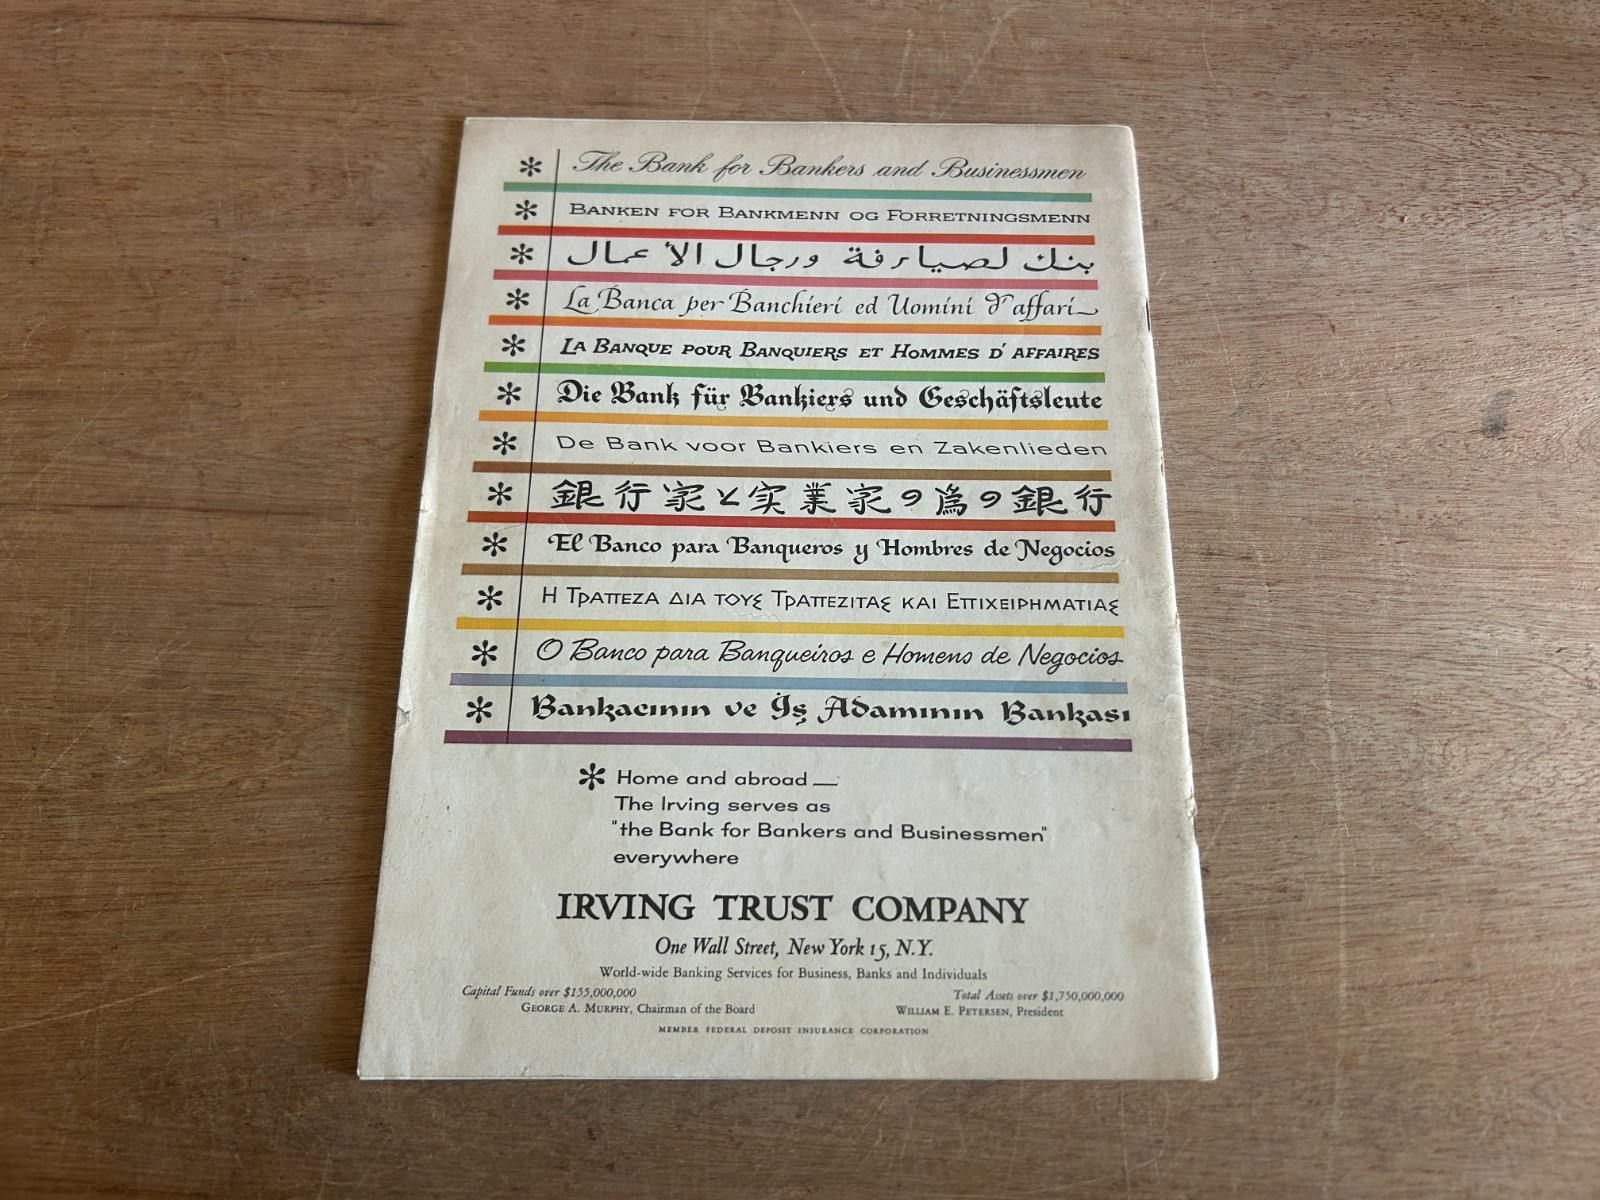 * The Bank for Bankers and Businessmen
* BANKEN FOR BANKMENN OG FORRETNINGSMENN
* بنك لصيارفة ورجال الأعمال
* La Banca per Banchieri ed Uomini d'affari
* LA BANQUE POUR BANQUIERS ET HOMMES D'AFFAIRES
* Die Bank für Bankiers und Geschäftsleute
* De Bank voor Bankiers en Zakenlieden
* 銀行家と実業家の為の銀行
* El Banco para Banqueros y Hombres de Negocios
* Η ΤΡΑΠΕΖΑ ΔΙΑ ΤΟΥΣ ΤΡΑΠΕΖΙΤΑΣ ΚΑΙ ΕΠΙΧΕΙΡΗΜΑΤΙΑΣ
* O Banco para Banqueiros e Homens de Negocios
* Bankacının ve İş Adamının Bankası
* Home and abroad —
The Irving serves as
"the Bank for Bankers and Businessmen"
everywhere
IRVING TRUST COMPANY
One Wall Street, New York 15, N.Y.
World-wide Banking Services for Business, Banks and Individuals
Capital Funds over $155,000,000 Total Assets over $1,750,000,000
GEORGE A. MURPHY, Chairman of the Board WILLIAM E. PETERSEN, President
MEMBER FEDERAL DEPOSIT INSURANCE CORPORATION